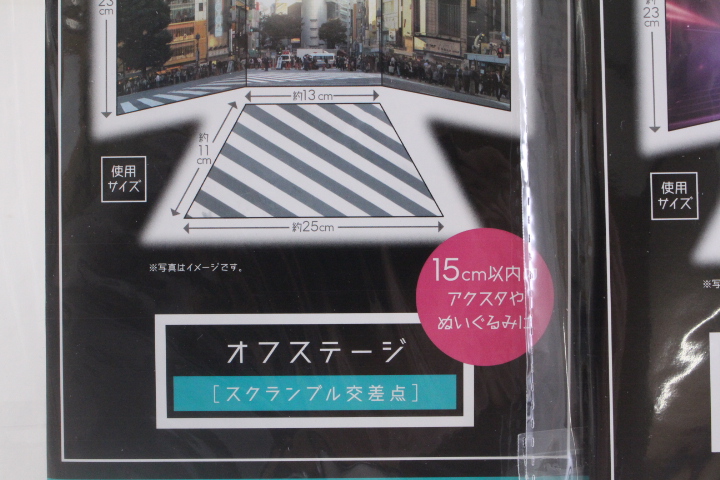 23
cm
約13cm
約
11
cm
使用
サイズ
約25cm
※写真はイメージです。
15cm以内
アクスタや
ぬいぐるみに
オフステージ
[スクランブル交差点]
約
23
cm
使用
サイズ
※写